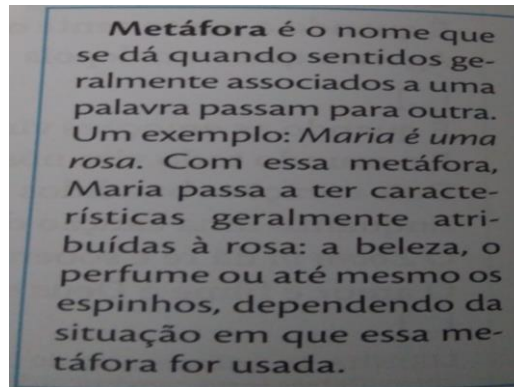 Metáfora é o nome que
se dá quando sentidos ge-
ralmente associados a uma
palavra passam para outra.
Um exemplo: Maria é uma
rosa. Com essa metáfora,
Maria passa a ter caracte-
rísticas geralmente atri-
buídas à rosa: a beleza, o
perfume ou até mesmo os
espinhos, dependendo da
situação em que essa me-
táfora for usada.